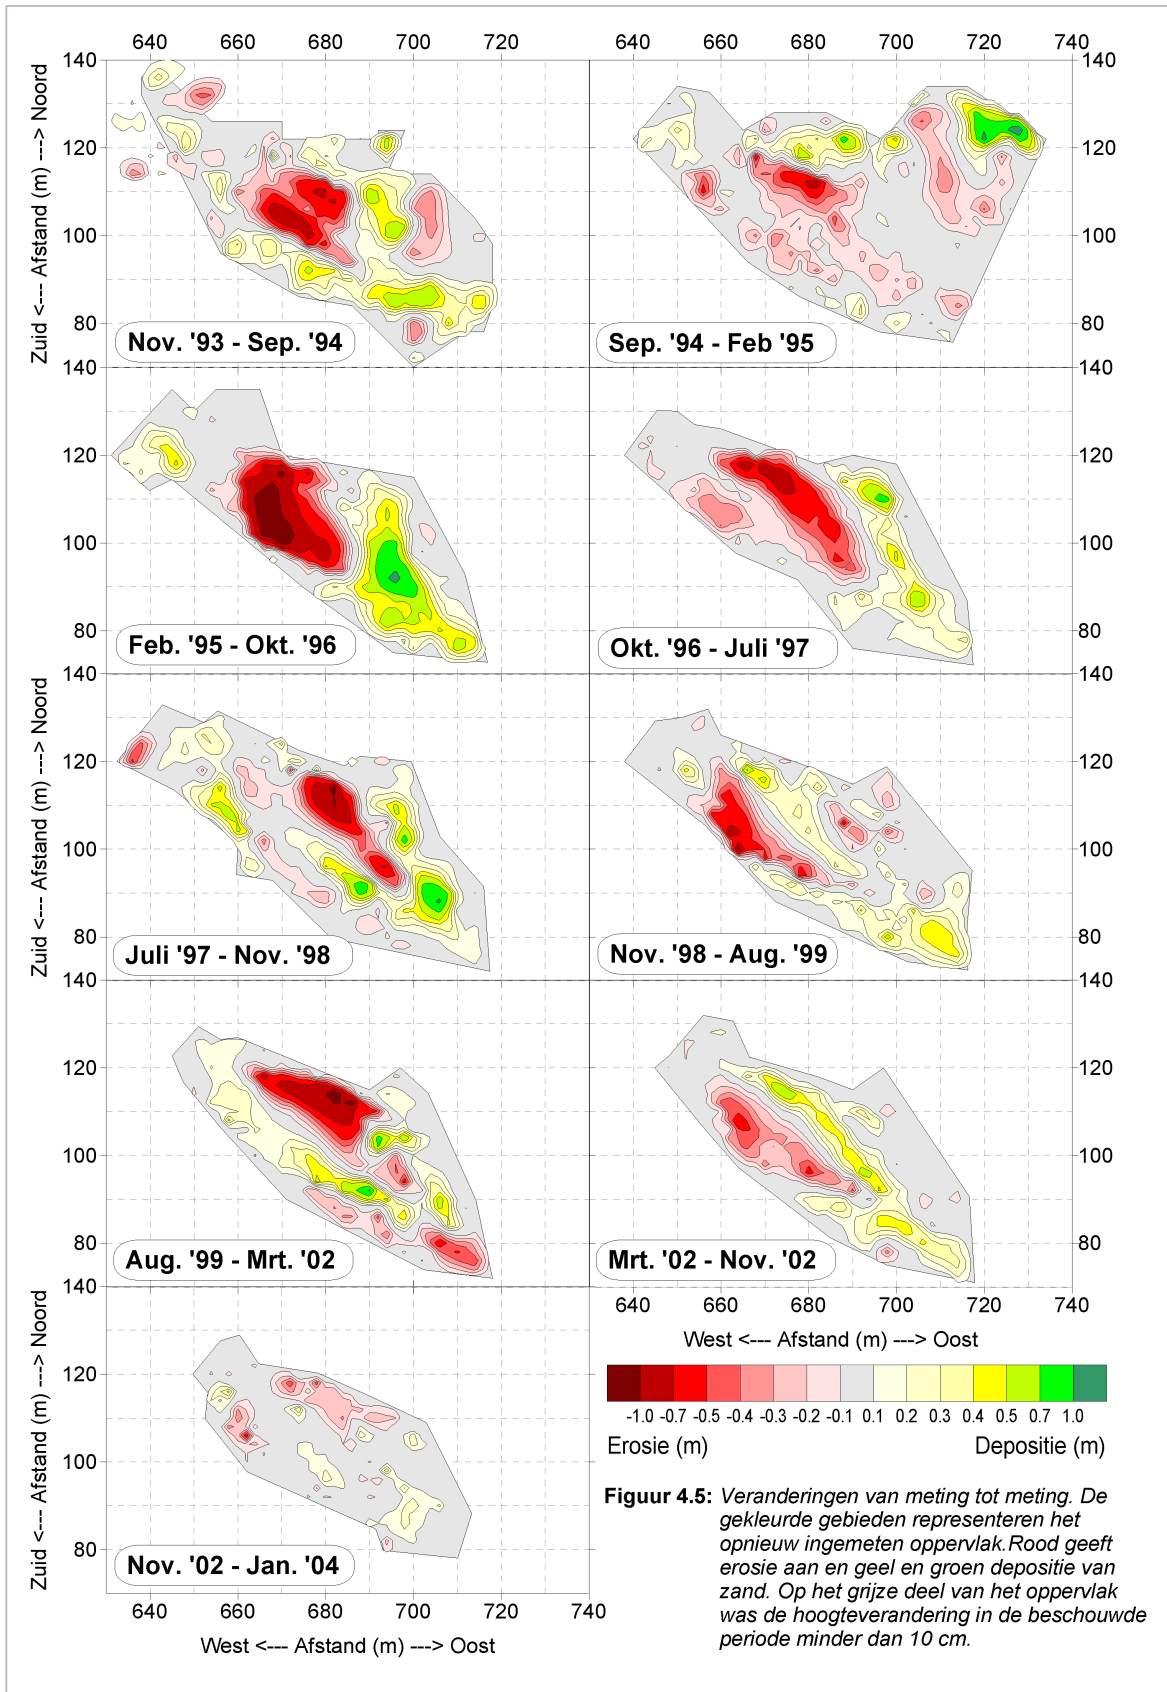 640 660 680 700 720
640 660 680 700 720 740
140 120 100 80
Zuid <--- Afstand (m) ---> Noord
Nov. '93 - Sep. '94
Sep. '94 - Feb '95
140 120 100 80
140 120 100 80
Feb. '95 - Okt. '96
Okt. '96 - Juli '97
140 120 100 80
140 120 100 80
Zuid <--- Afstand (m) ---> Noord
Juli '97 - Nov. '98
Nov. '98 - Aug. '99
140 120 100 80
140 120 100 80
Aug. '99 - Mrt. '02
Mrt. '02 - Nov. '02
140 120 100 80
140 120 100 80
640 660 680 700 720 740
West <--- Afstand (m) ---> Oost
-1.0 -0.7 -0.5 -0.4 -0.3 -0.2 -0.1 0.1 0.2 0.3 0.4 0.5 0.7 1.0
Erosie (m) Depositie (m)
Zuid <--- Afstand (m) ---> Noord
140 120 100 80
Nov. '02 - Jan. '04
640 660 680 700 720 740
West <--- Afstand (m) ---> Oost
Figuur 4.5: Veranderingen van meting tot meting. De
gekleurde gebieden representeren het
opnieuw ingemeten oppervlak.Rood geeft
erosie aan en geel en groen depositie van
zand. Op het grijze deel van het oppervlak
was de hoogteverandering in de beschouwde
periode minder dan 10 cm.